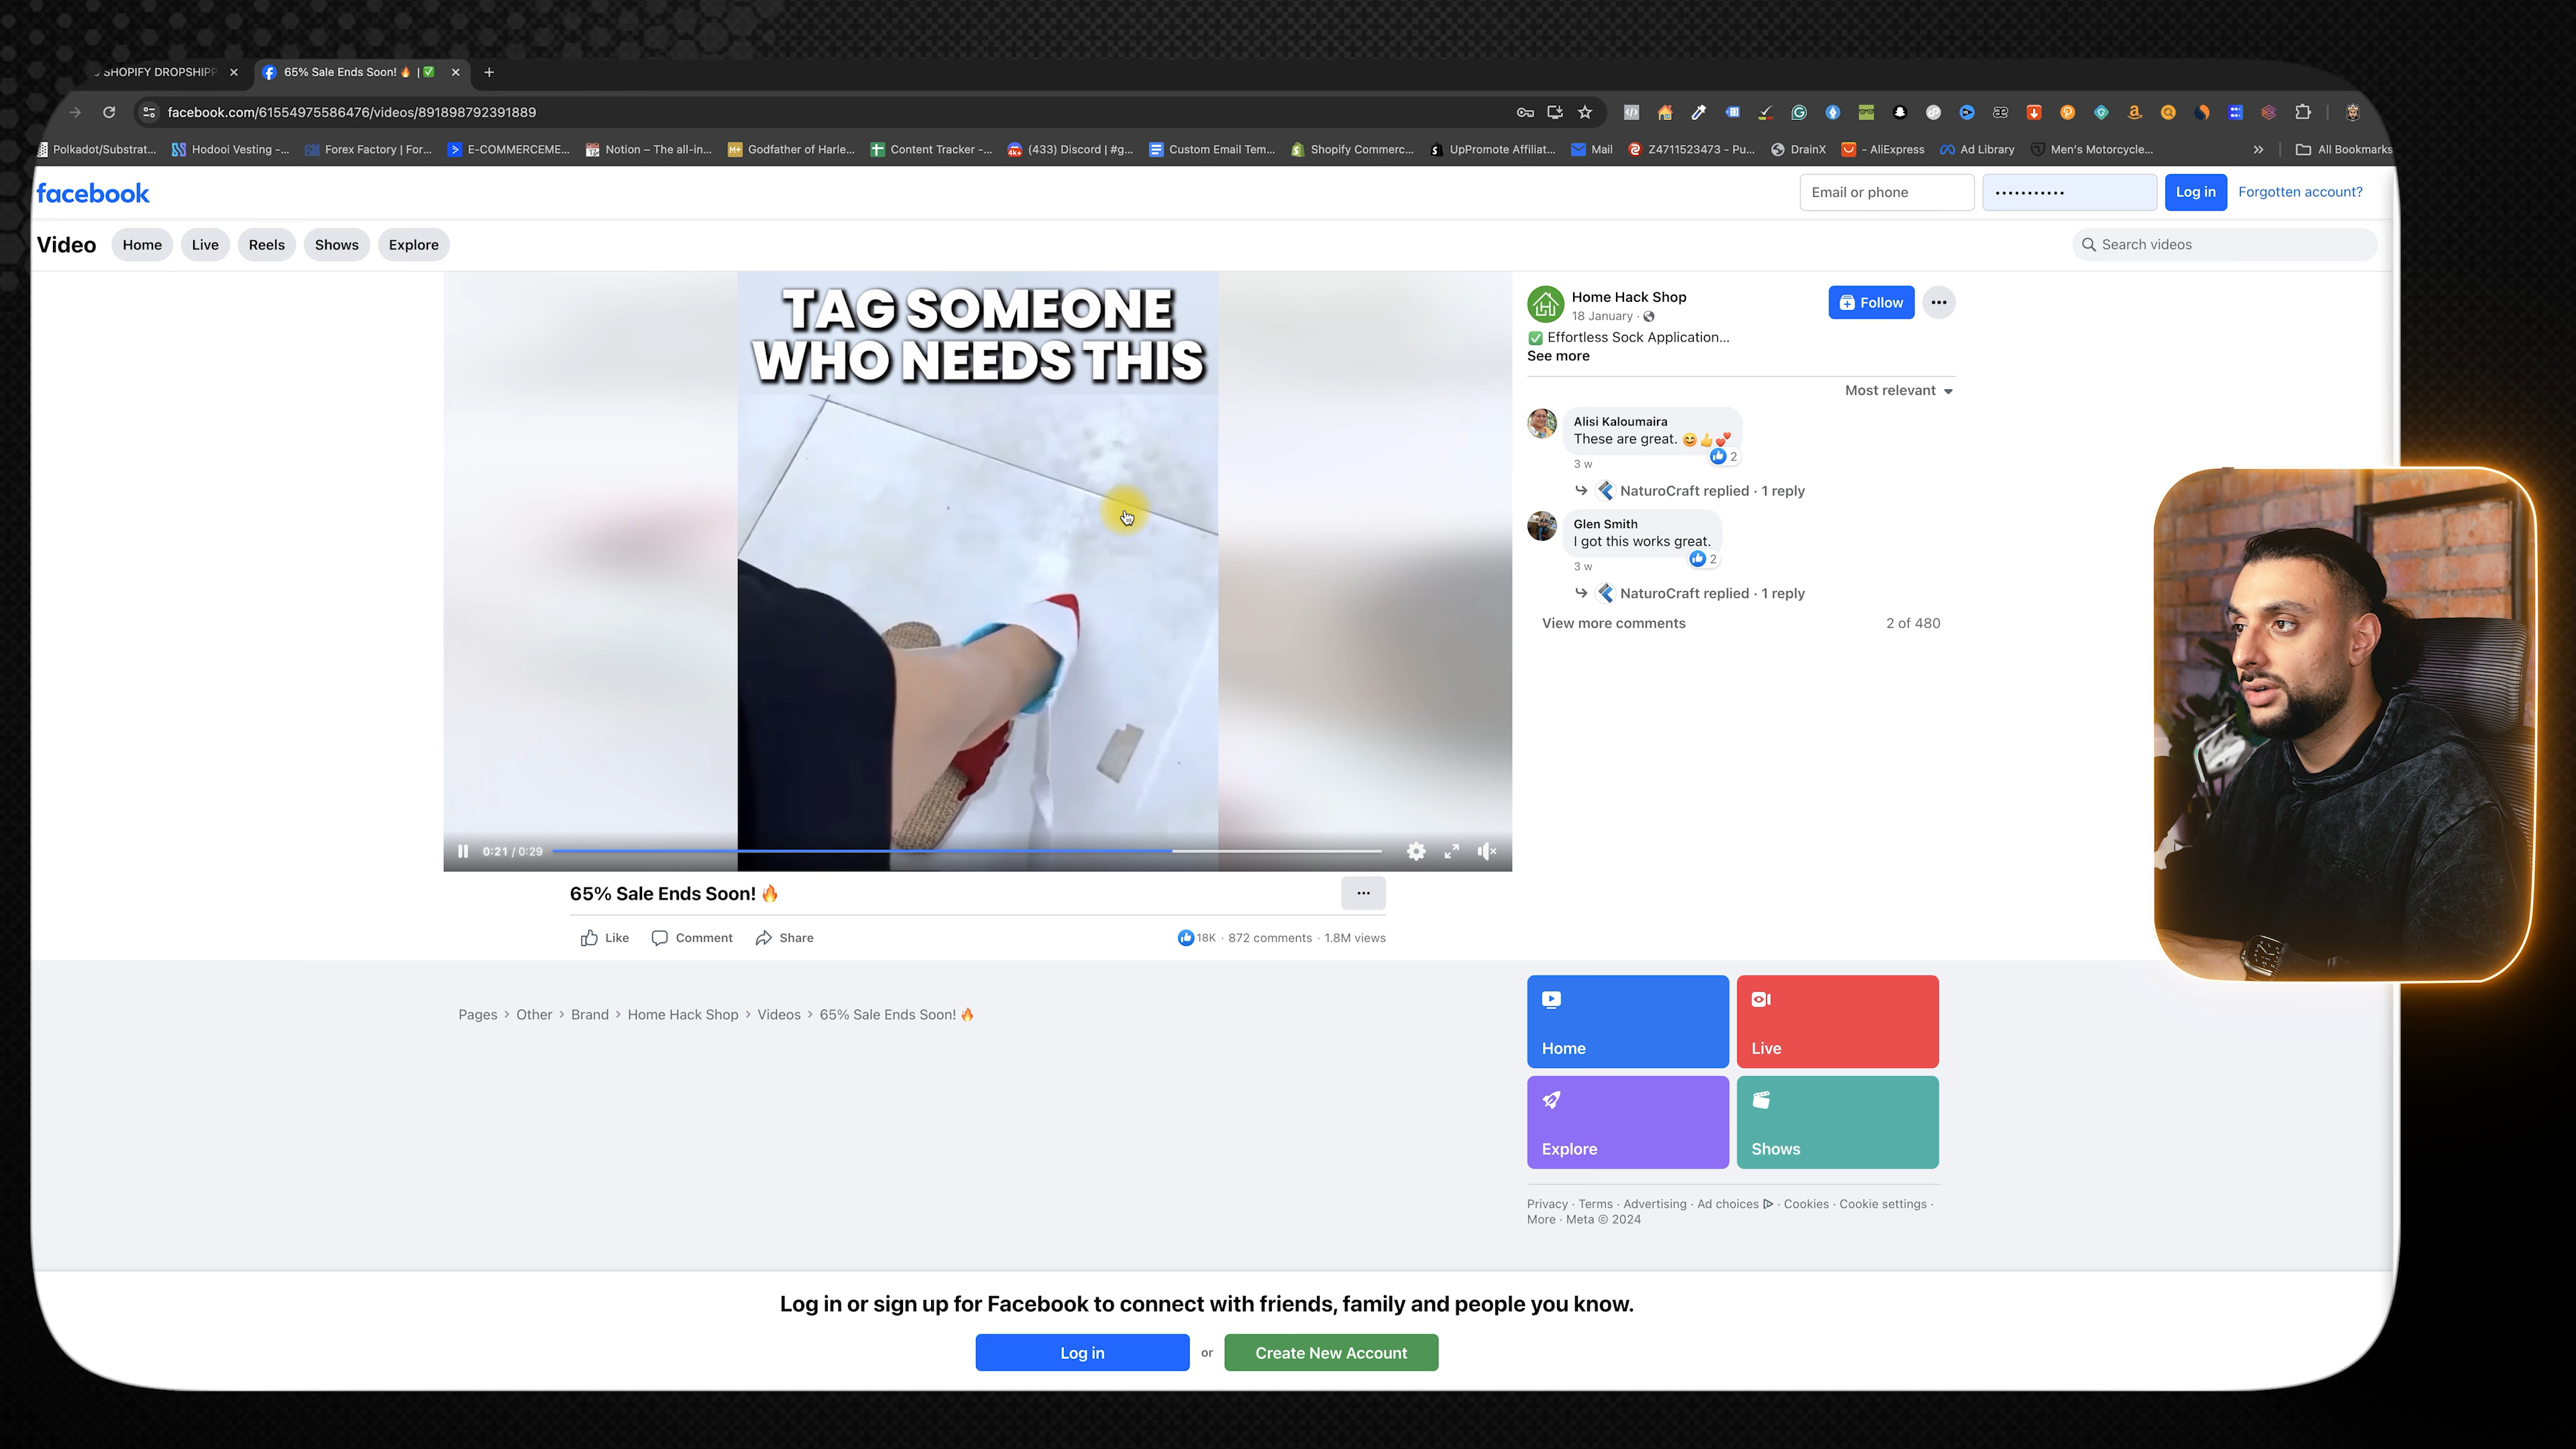 SHOPIFY DROPSHIPP
65% Sale Ends Soon! 🔥 | ✅
facebook.com/61554975586476/videos/891898792391889
Polkadot/Substrat...
Hodooi Vesting -...
Forex Factory | For...
E-COMMERCEME...
Notion – The all-in...
Godfather of Harle...
Content Tracker -...
(433) Discord | #g...
Custom Email Tem...
Shopify Commerc...
UpPromote Affiliat...
Mail
Z4711523473 - Pu...
DrainX
- AliExpress
Ad Library
Men's Motorcycle...
All Bookmarks
facebook
Email or phone
•••••••••••
Log in
Forgotten account?
Video
Home
Live
Reels
Shows
Explore
Search videos
TAG SOMEONE
WHO NEEDS THIS
0:21 / 0:29
65% Sale Ends Soon! 🔥
Like
Comment
Share
18K · 872 comments · 1.8M views
Home Hack Shop
18 January ·
Follow
✅ Effortless Sock Application...
See more
Most relevant
Alisi Kaloumaira
These are great. 😊👍💕
2
3 w
NaturoCraft replied · 1 reply
Glen Smith
I got this works great.
2
3 w
NaturoCraft replied · 1 reply
View more comments
2 of 480
Pages › Other › Brand › Home Hack Shop › Videos › 65% Sale Ends Soon! 🔥
Home
Live
Explore
Shows
Privacy · Terms · Advertising · Ad choices · Cookies · Cookie settings ·
More · Meta © 2024
Log in or sign up for Facebook to connect with friends, family and people you know.
Log in
or
Create New Account